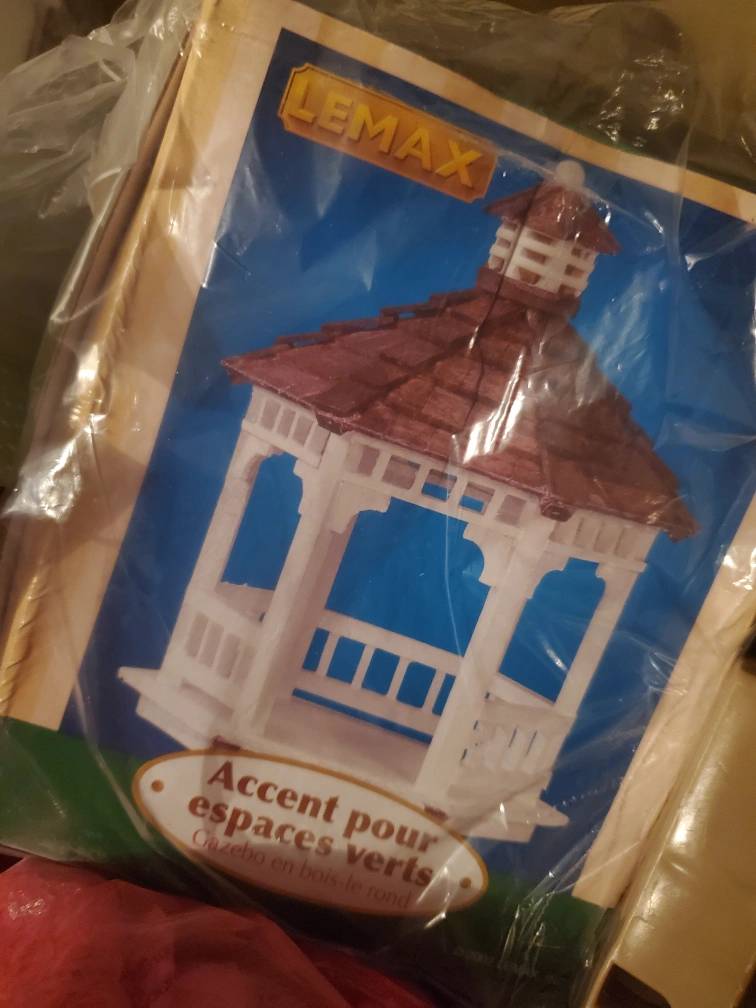 LEMAX
Accent pour
espaces verts
Gazebo en bois-le rond